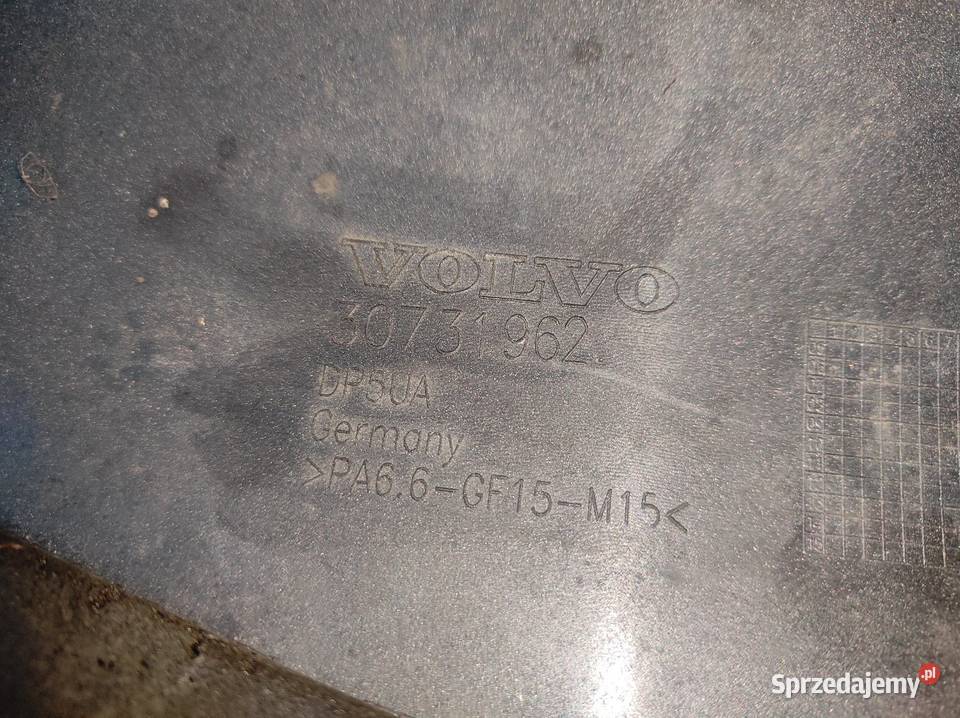 VOLVO
30731962
DP5UA
Germany
>PA6.6-GF15-M15<
Sprzedajemy.pl